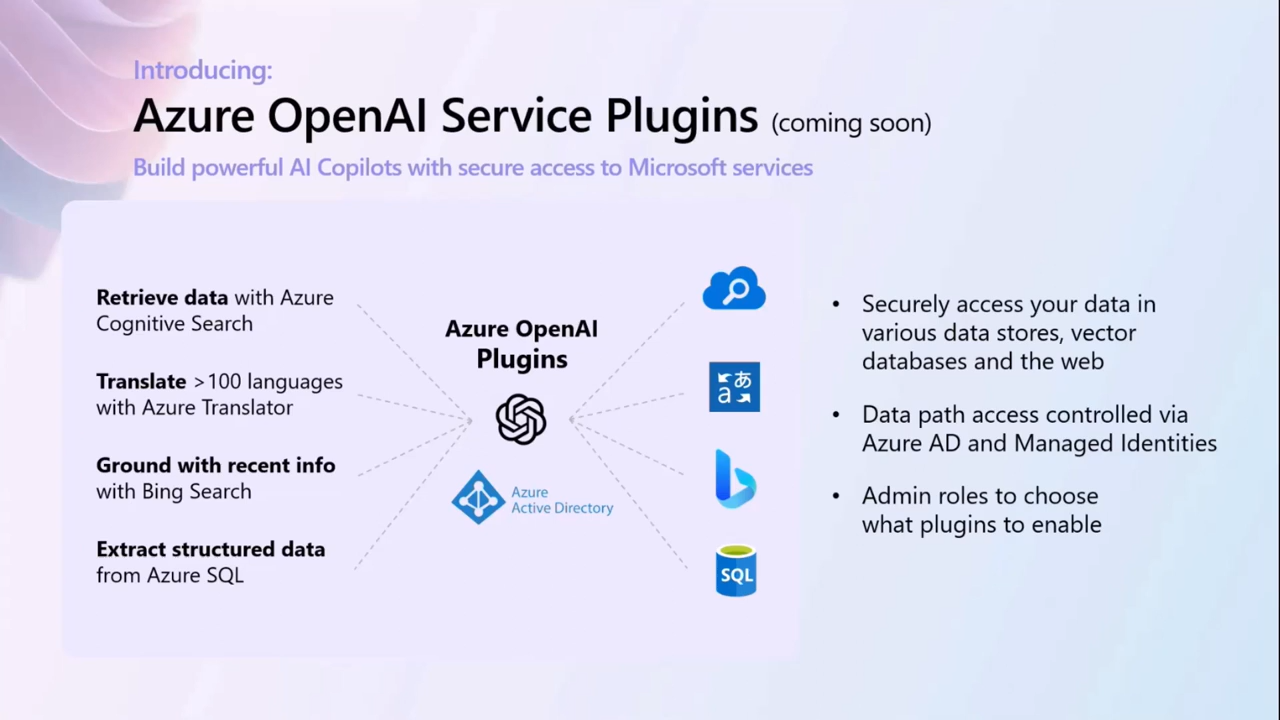 Introducing:
Azure OpenAI Service Plugins (coming soon)
Build powerful AI Copilots with secure access to Microsoft services
Retrieve data with Azure
Cognitive Search
Translate >100 languages
with Azure Translator
Ground with recent info
with Bing Search
Extract structured data
from Azure SQL
Azure OpenAI
Plugins
Azure
Active Directory
a あ
SQL
• Securely access your data in
various data stores, vector
databases and the web
• Data path access controlled via
Azure AD and Managed Identities
• Admin roles to choose
what plugins to enable